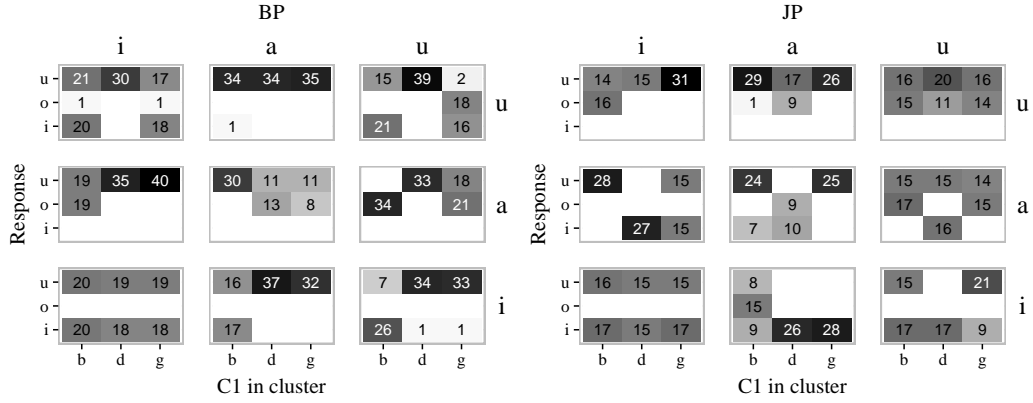 BP JP
i a u i a u
u 21 30 17 34 34 35 15 39 2 14 15 31 29 17 26 16 20 16
o 1 1 18 16 1 9 15 11 14 u u
i 20 18 1 21 16
u 19 35 40 30 11 11 33 18 28 15 24 25 15 15 14
o 19 13 8 34 21 9 17 15 a a
i 27 15 7 10 16
Response Response
u 20 19 19 16 37 32 7 34 33 16 15 15 8 15 21
o 15 i i
i 20 18 18 17 26 1 1 17 15 17 9 26 28 17 17 9
b d g b d g b d g b d g b d g b d g
C1 in cluster C1 in cluster